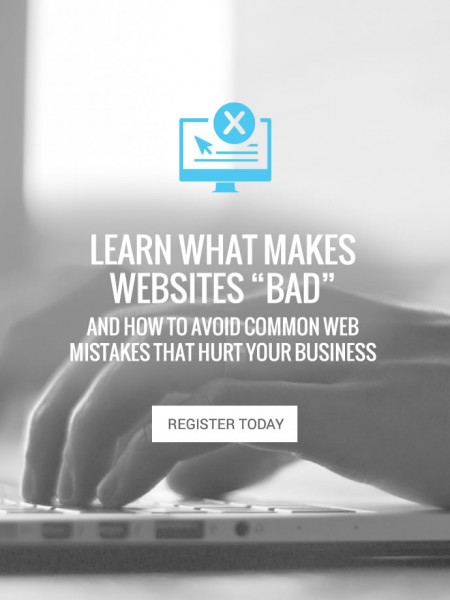 LEARN WHAT MAKES
WEBSITES “BAD”
AND HOW TO AVOID COMMON WEB
MISTAKES THAT HURT YOUR BUSINESS
REGISTER TODAY